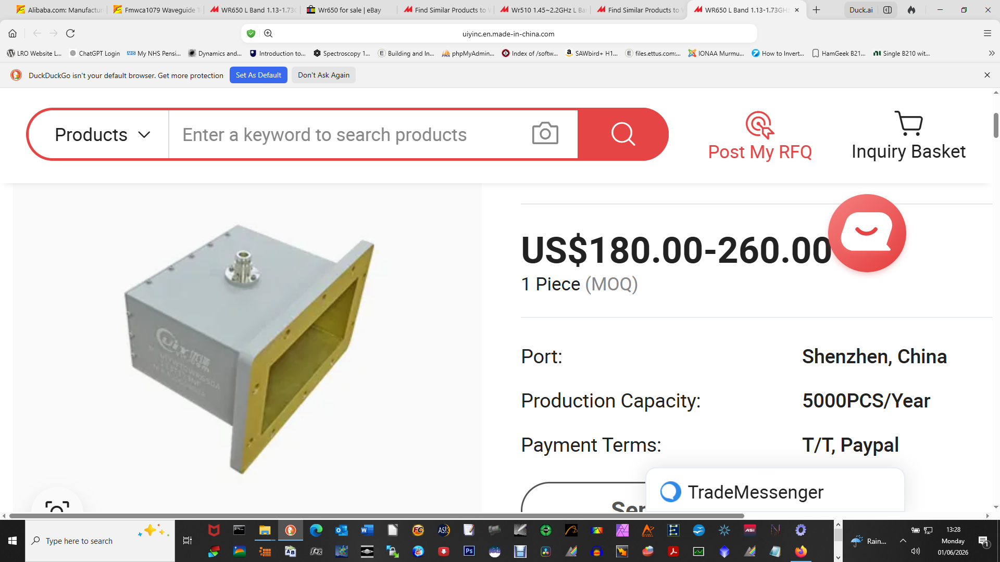 Alibaba.com: Manufactur
Fmwca1079 Waveguide T
WR650 L Band 1.13-1.73G
Wr650 for sale | eBay
Find Similar Products to W
Wr510 1.45~2.2GHz L Ba
Find Similar Products to W
WR650 L Band 1.13-1.73GHz
Duck.ai
uiyinc.en.made-in-china.com
LRO Website L...
ChatGPT Login
My NHS Pensi...
Dynamics and...
Introduction to...
Spectroscopy 1...
Building and In...
phpMyAdmin...
Index of /softw...
SAWbird+ H1...
files.ettus.com:...
IONAA Murmu...
How to Invert...
HamGeek B21...
Single B210 wit...
DuckDuckGo isn't your default browser. Get more protection
Set As Default
Don't Ask Again
Products
Enter a keyword to search products
Post My RFQ
Inquiry Basket
US$180.00-260.00
1 Piece (MOQ)
Port:
Shenzhen, China
Production Capacity:
5000PCS/Year
Payment Terms:
T/T, Paypal
TradeMessenger
Type here to search
Rain...
13:28
Monday
01/06/2026
1